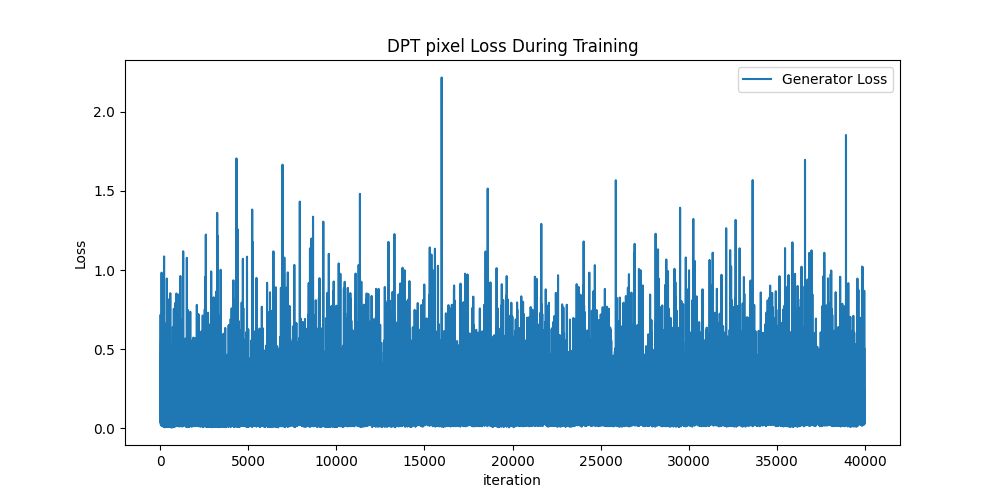 DPT pixel Loss During Training
Generator Loss
Loss
2.0
1.5
1.0
0.5
0.0
0 5000 10000 15000 20000 25000 30000 35000 40000
iteration